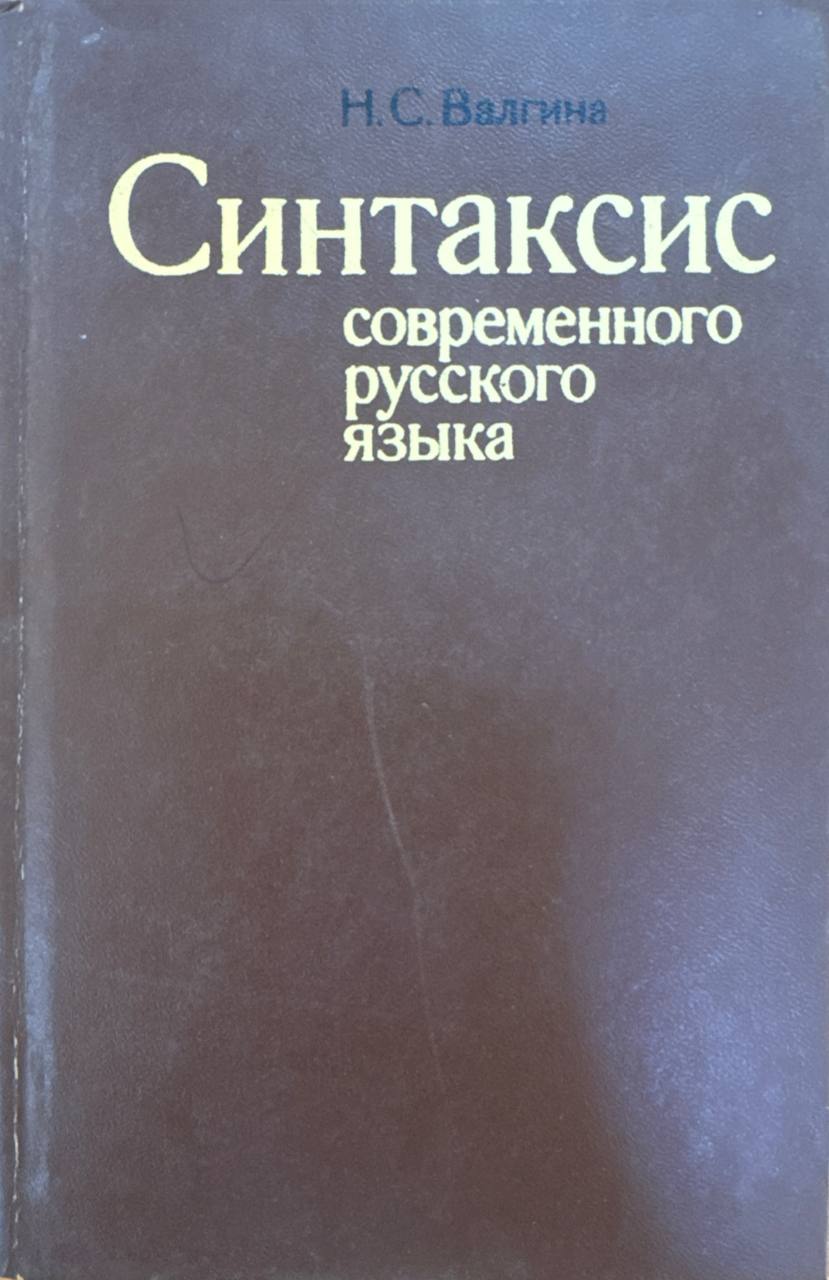 Н. С. Валгина
Синтаксис
современного
русского
языка